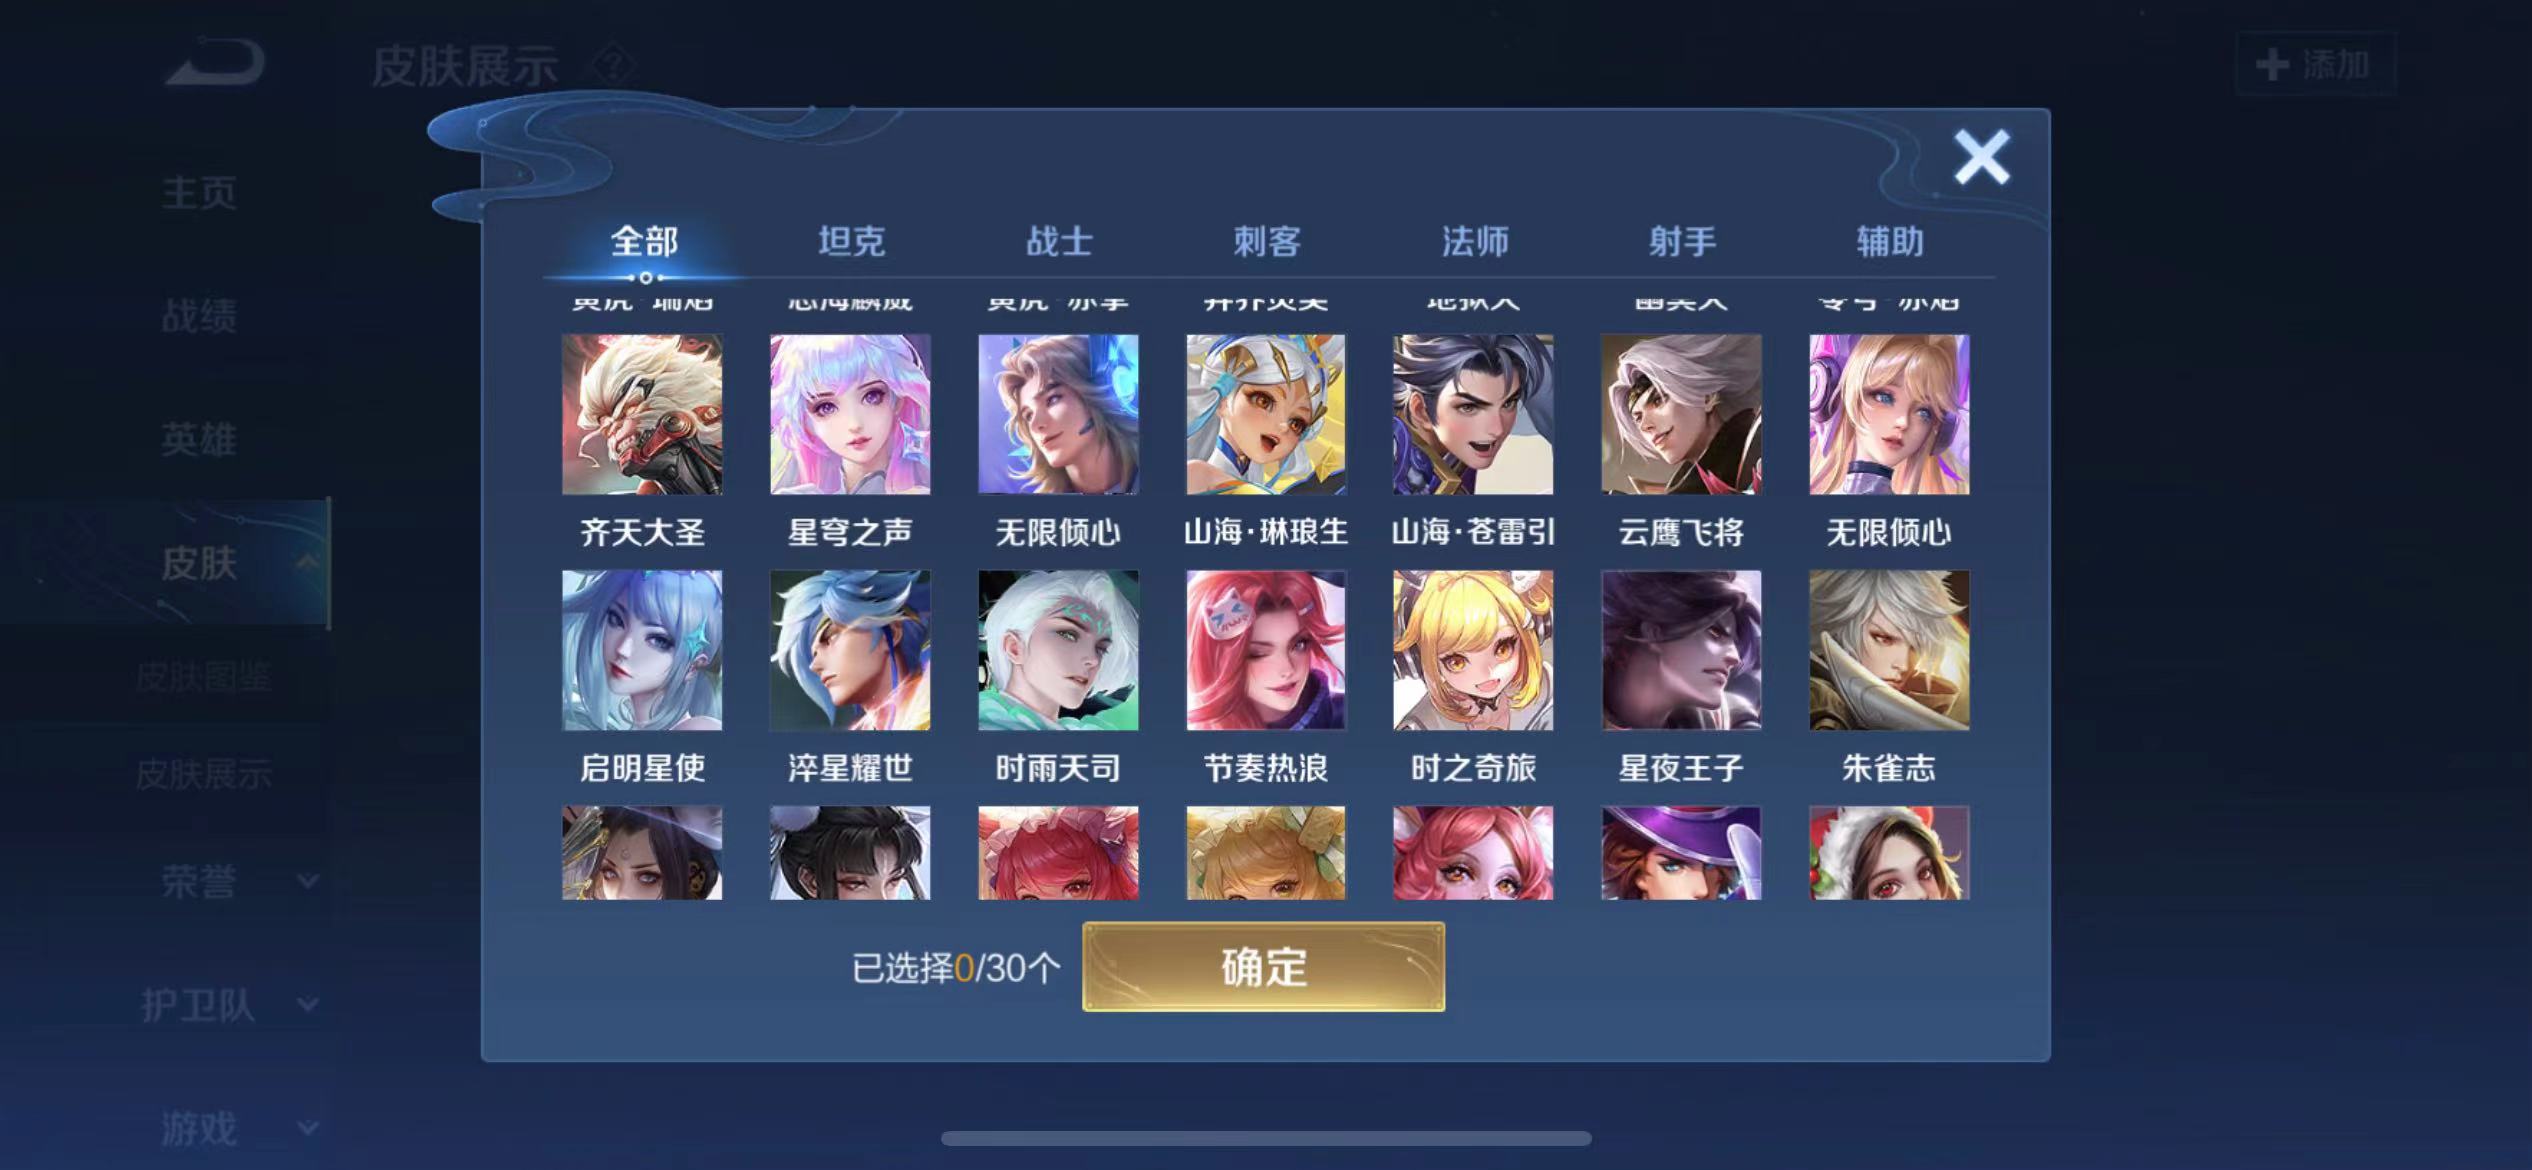 皮肤展示 ?
添加
主页
战绩
英雄
皮肤
皮肤图鉴
皮肤展示
荣誉
护卫队
游戏
全部 坦克 战士 刺客 法师 射手 辅助
齐天大圣 星穹之声 无限倾心 山海·琳琅生 山海·苍雷引 云鹰飞将 无限倾心
启明星使 淬星耀世 时雨天司 节奏热浪 时之奇旅 星夜王子 朱雀志
已选择0/30个
确定